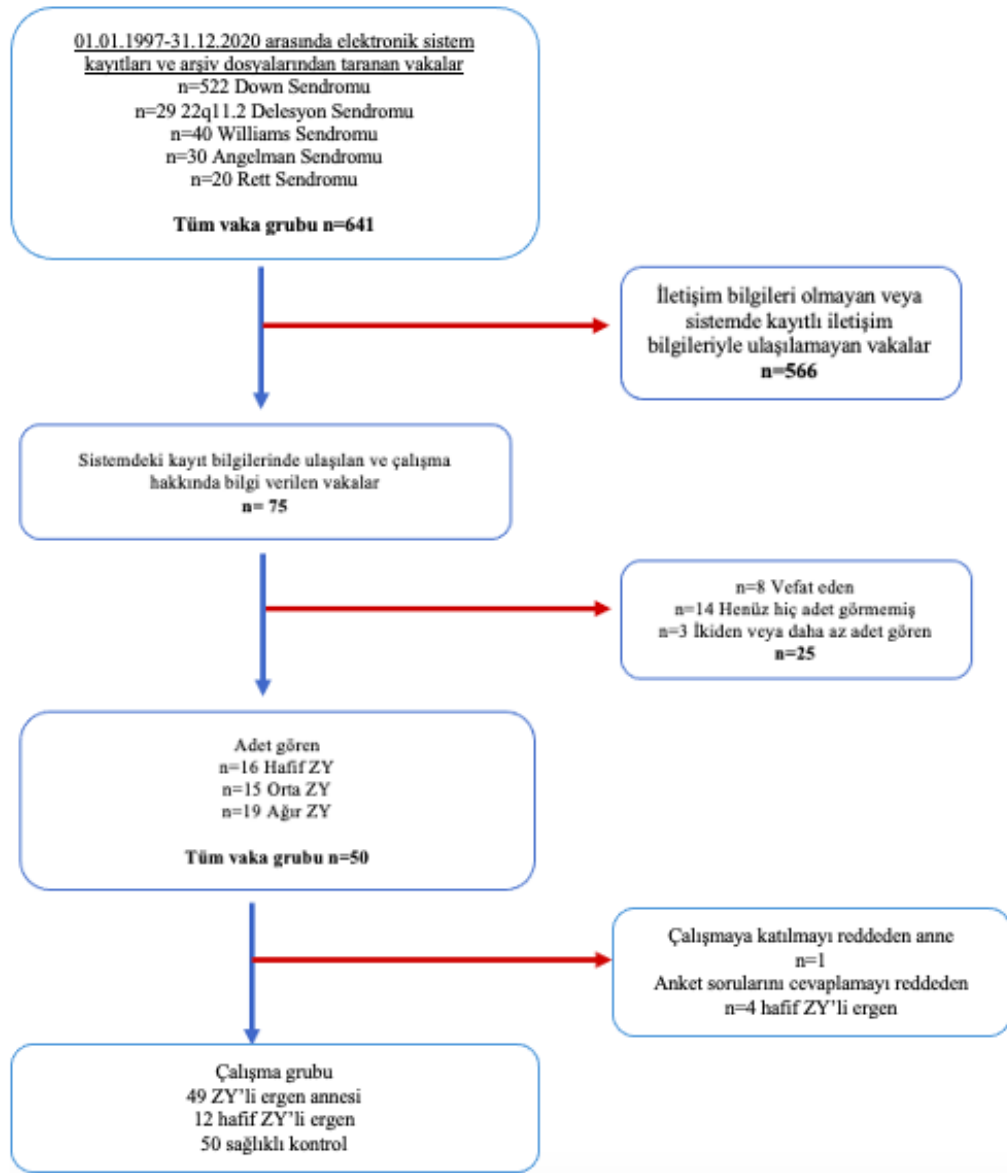 01.01.1997-31.12.2020 arasında elektronik sistem
kayıtları ve arşiv dosyalarından taranan vakalar
n=522 Down Sendromu
n=29 22q11.2 Delesyon Sendromu
n=40 Williams Sendromu
n=30 Angelman Sendromu
n=20 Rett Sendromu
Tüm vaka grubu n=641
İletişim bilgileri olmayan veya
sistemde kayıtlı iletişim
bilgileriyle ulaşılamayan vakalar
n=566
Sistemdeki kayıt bilgilerinde ulaşılan ve çalışma
hakkında bilgi verilen vakalar
n= 75
n=8 Vefat eden
n=14 Henüz hiç adet görmemiş
n=3 İkiden veya daha az adet gören
n=25
Adet gören
n=16 Hafif ZY
n=15 Orta ZY
n=19 Ağır ZY
Tüm vaka grubu n=50
Çalışmaya katılmayı reddeden anne
n=1
Anket sorularını cevaplamayı reddeden
n=4 hafif ZY'li ergen
Çalışma grubu
49 ZY'li ergen annesi
12 hafif ZY'li ergen
50 sağlıklı kontrol